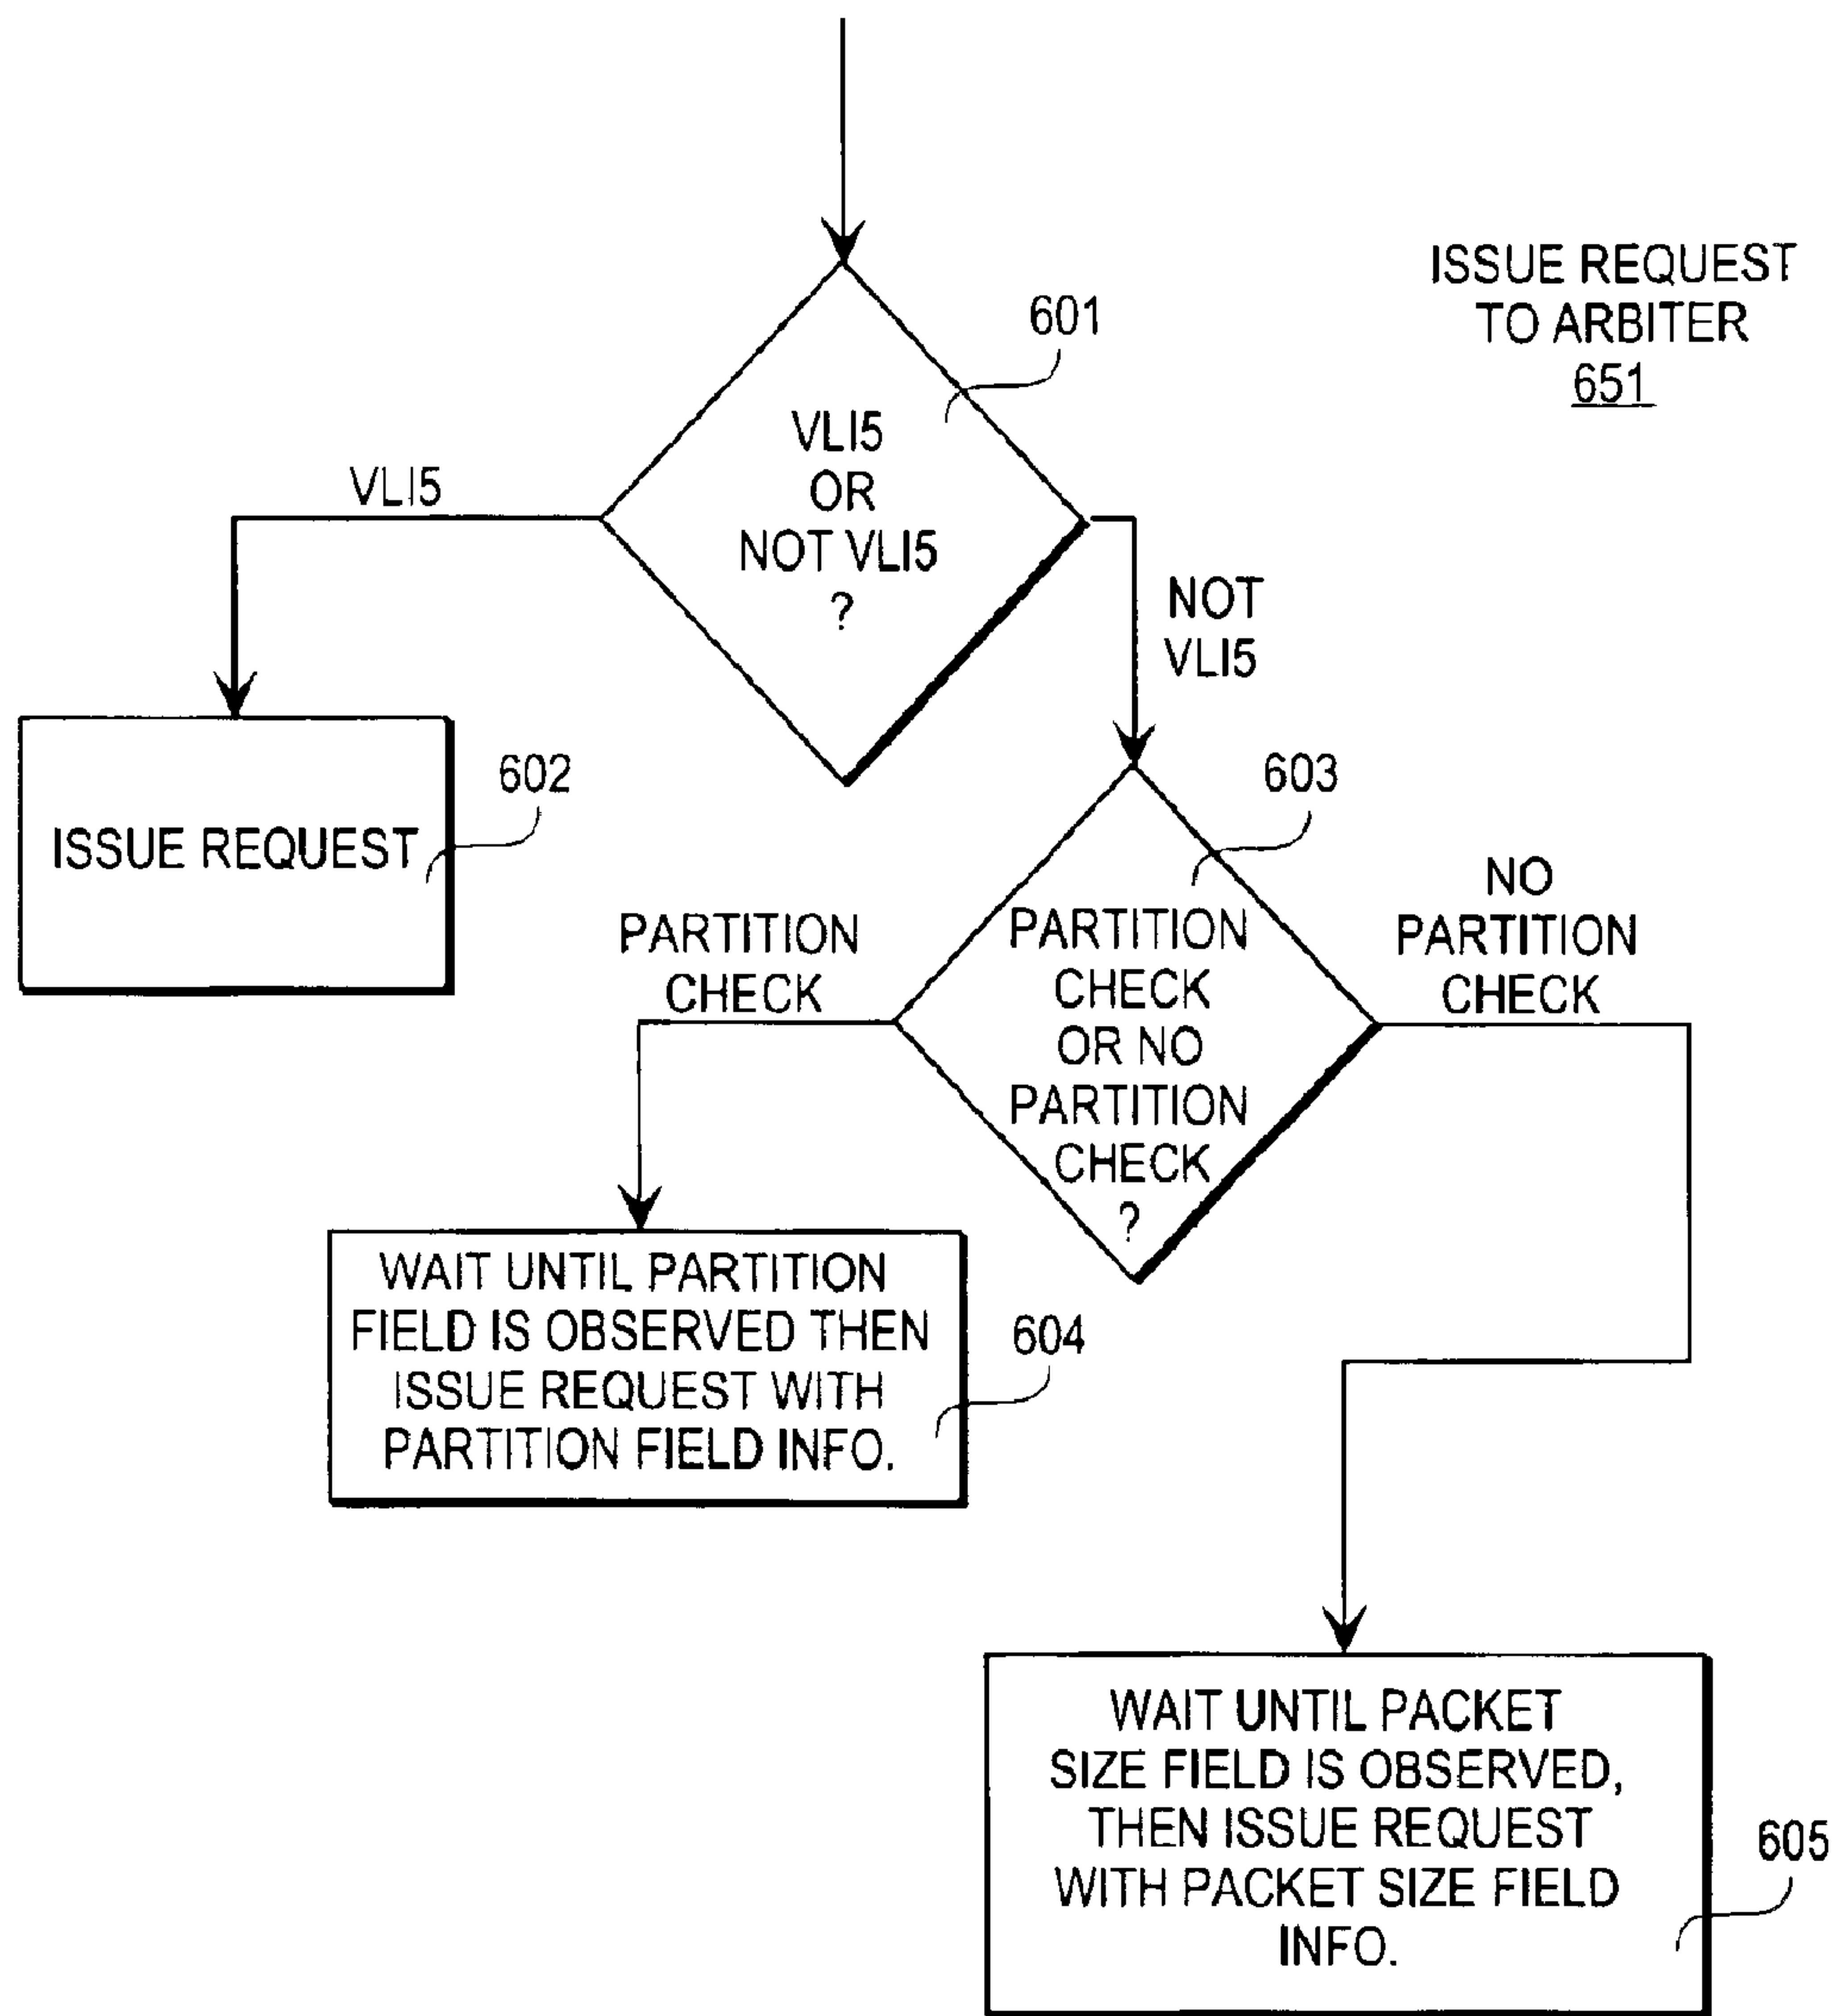 ISSUE REQUEST
TO ARBITER
651
601
VLI5
OR
NOT VLI5
?
VLI5
NOT
VLI5
602
ISSUE REQUEST
603
PARTITION
CHECK
OR NO
PARTITION
CHECK
?
PARTITION
CHECK
NO
PARTITION
CHECK
WAIT UNTIL PARTITION
FIELD IS OBSERVED THEN
ISSUE REQUEST WITH
PARTITION FIELD INFO.
604
WAIT UNTIL PACKET
SIZE FIELD IS OBSERVED,
THEN ISSUE REQUEST
WITH PACKET SIZE FIELD
INFO.
605